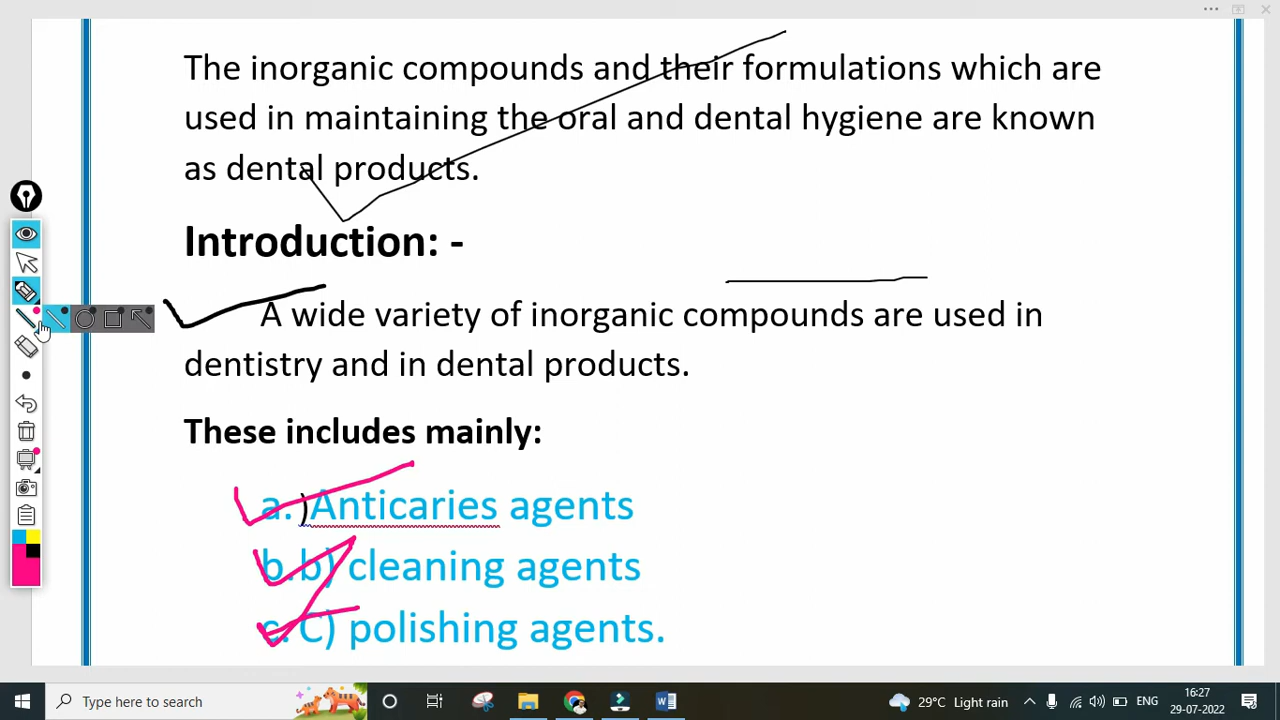 The inorganic compounds and their formulations which are
used in maintaining the oral and dental hygiene are known
as dental products.
Introduction: -
A wide variety of inorganic compounds are used in
dentistry and in dental products.
These includes mainly:
a. )Anticaries agents
b.b) cleaning agents
c. C) polishing agents.
Type here to search
29°C Light rain
ENG
16:27
29-07-2022